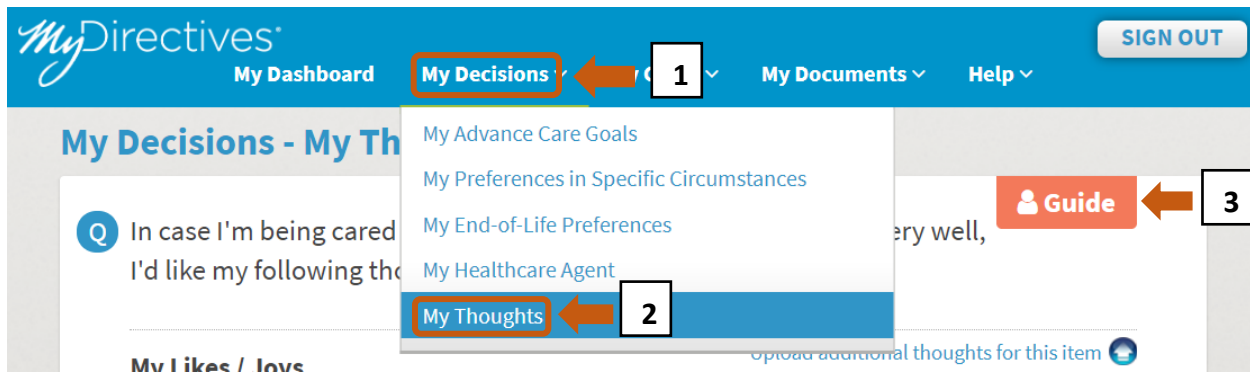 MyDirectives
SIGN OUT
My Dashboard My Decisions 1 My Documents Help
My Advance Care Goals
My Decisions - My Th
My Preferences in Specific Circumstances
Guide 3
Q In case I'm being cared ery well,
My End-of-Life Preferences
I'd like my following tho
My Healthcare Agent
My Thoughts 2
Upload additional thoughts for this item
My Likes / Joys